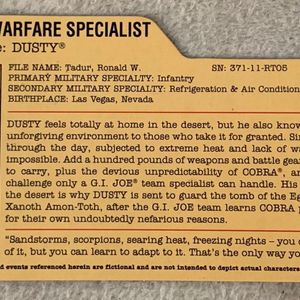 WARFARE SPECIALIST
e: DUSTY®
FILE NAME: Tadur, Ronald W. SN: 371-11-RT05
PRIMARY MILITARY SPECIALTY: Infantry
SECONDARY MILITARY SPECIALTY: Refrigeration & Air Condition
BIRTHPLACE: Las Vegas, Nevada
DUSTY feels totally at home in the desert, but he also know
unforgiving environment to those who take it for granted. Sin
through the day, subjected to extreme heat and lack of wa
impossible. Add a hundred pounds of weapons and battle gea
to carry, plus the devious unpredictability of COBRA®, an
challenge only a G.I. JOE® team specialist can handle. His
the desert is why DUSTY is sent to guard the tomb of the Eg
Xanoth Amon-Toth, after the G.I. JOE team learns COBRA
for their own undoubtedly nefarious reasons.
"Sandstorms, scorpions, searing heat, freezing nights – you c
of it, but you can learn to adapt to it. That's the only way yo
d events referenced herein are fictional and are not intended to depict actual characters